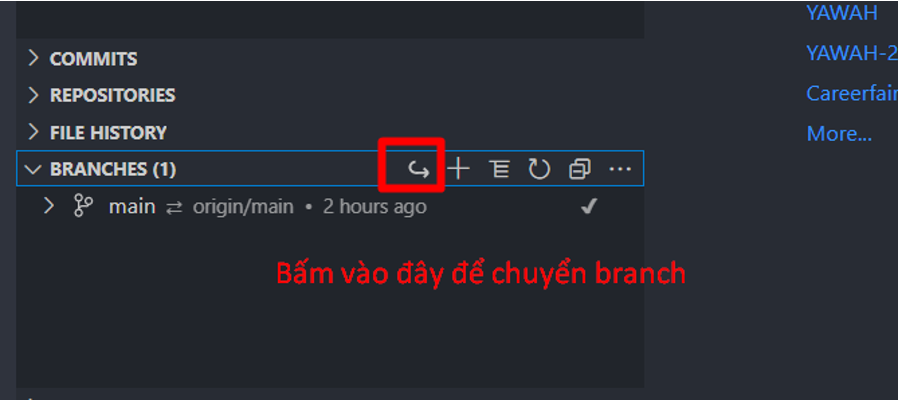 YAWAH
COMMITS
YAWAH-2
REPOSITORIES
Careerfair
FILE HISTORY
More...
BRANCHES (1)
main ⇄ origin/main • 2 hours ago
Bấm vào đây để chuyển branch